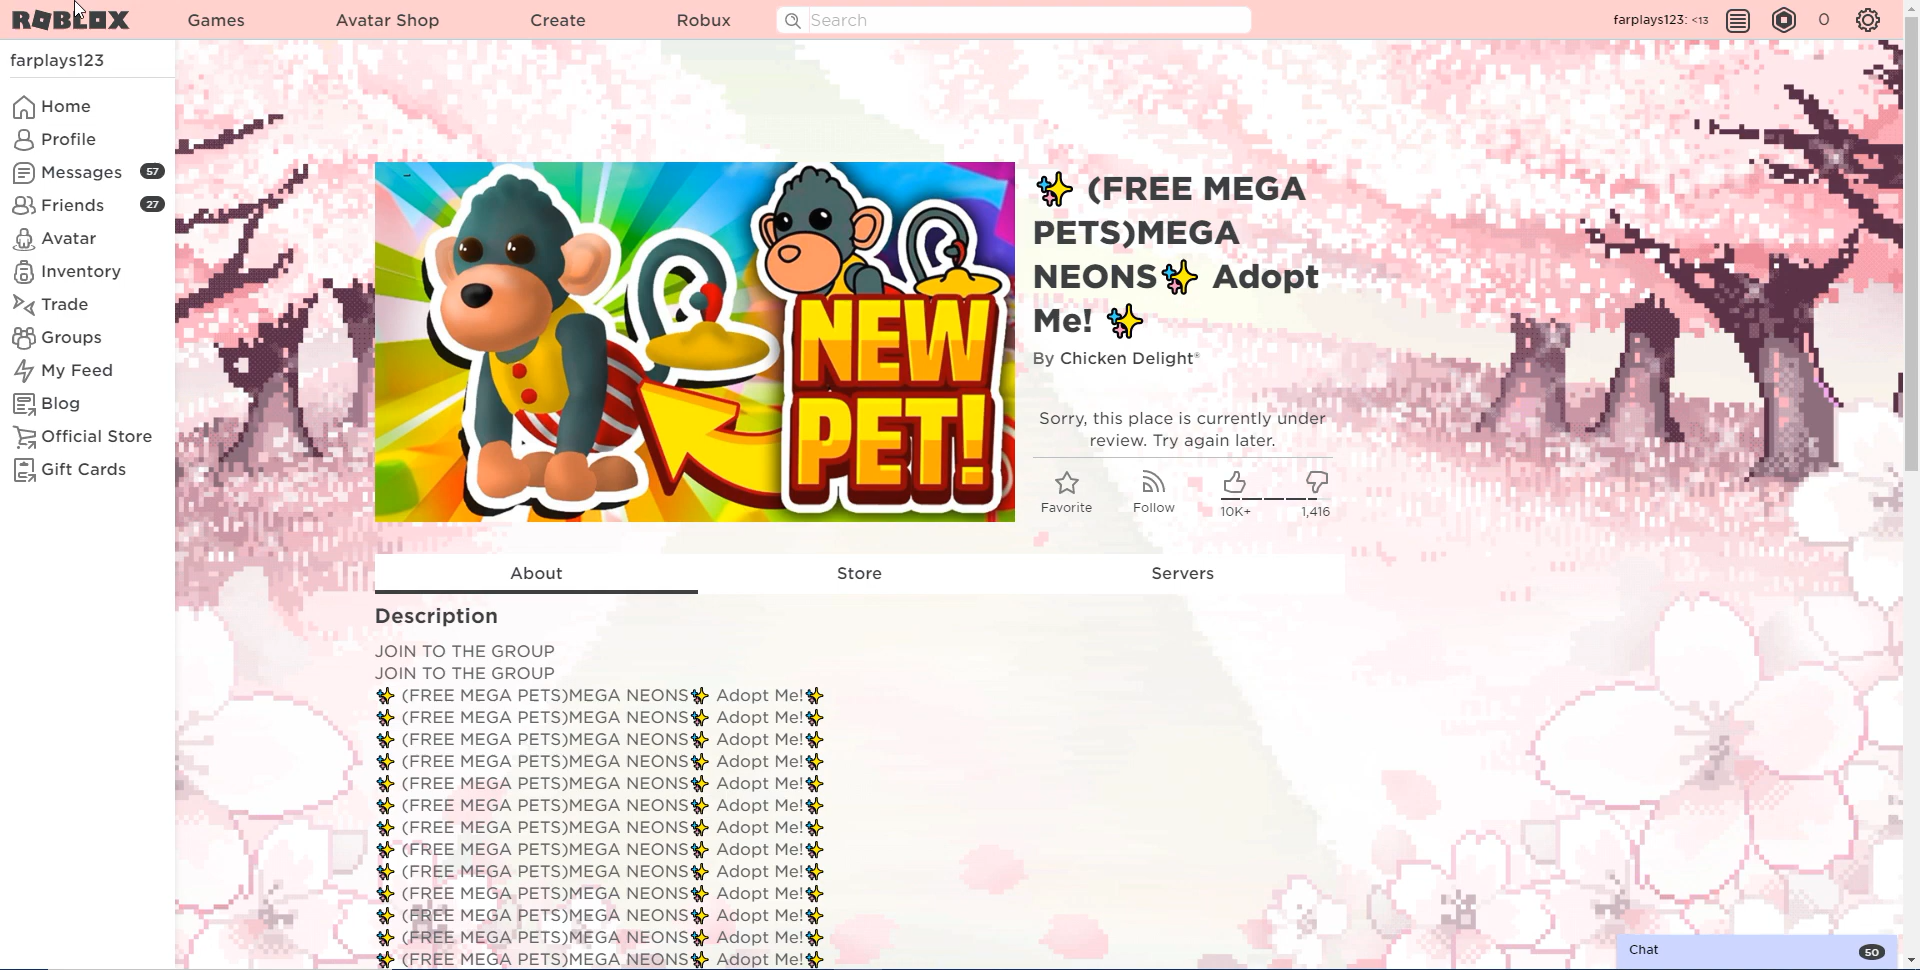 ROBLOX Games Avatar Shop Create Robux Search farplays123: <13 0
farplays123
Home
Profile
Messages 57
Friends 27
Avatar
Inventory
Trade
Groups
My Feed
Blog
Official Store
Gift Cards
NEW
PET!
✨ (FREE MEGA
PETS)MEGA
NEONS✨ Adopt
Me! ✨
By Chicken Delight®
Sorry, this place is currently under
review. Try again later.
Favorite Follow 10K+ 1,416
About Store Servers
Description
JOIN TO THE GROUP
JOIN TO THE GROUP
✨ (FREE MEGA PETS)MEGA NEONS✨ Adopt Me!✨
✨ (FREE MEGA PETS)MEGA NEONS✨ Adopt Me!✨
✨ (FREE MEGA PETS)MEGA NEONS✨ Adopt Me!✨
✨ (FREE MEGA PETS)MEGA NEONS✨ Adopt Me!✨
✨ (FREE MEGA PETS)MEGA NEONS✨ Adopt Me!✨
✨ (FREE MEGA PETS)MEGA NEONS✨ Adopt Me!✨
✨ (FREE MEGA PETS)MEGA NEONS✨ Adopt Me!✨
✨ (FREE MEGA PETS)MEGA NEONS✨ Adopt Me!✨
✨ (FREE MEGA PETS)MEGA NEONS✨ Adopt Me!✨
✨ (FREE MEGA PETS)MEGA NEONS✨ Adopt Me!✨
✨ (FREE MEGA PETS)MEGA NEONS✨ Adopt Me!✨
✨ (FREE MEGA PETS)MEGA NEONS✨ Adopt Me!✨
✨ (FREE MEGA PETS)MEGA NEONS✨ Adopt Me!✨
Chat 50